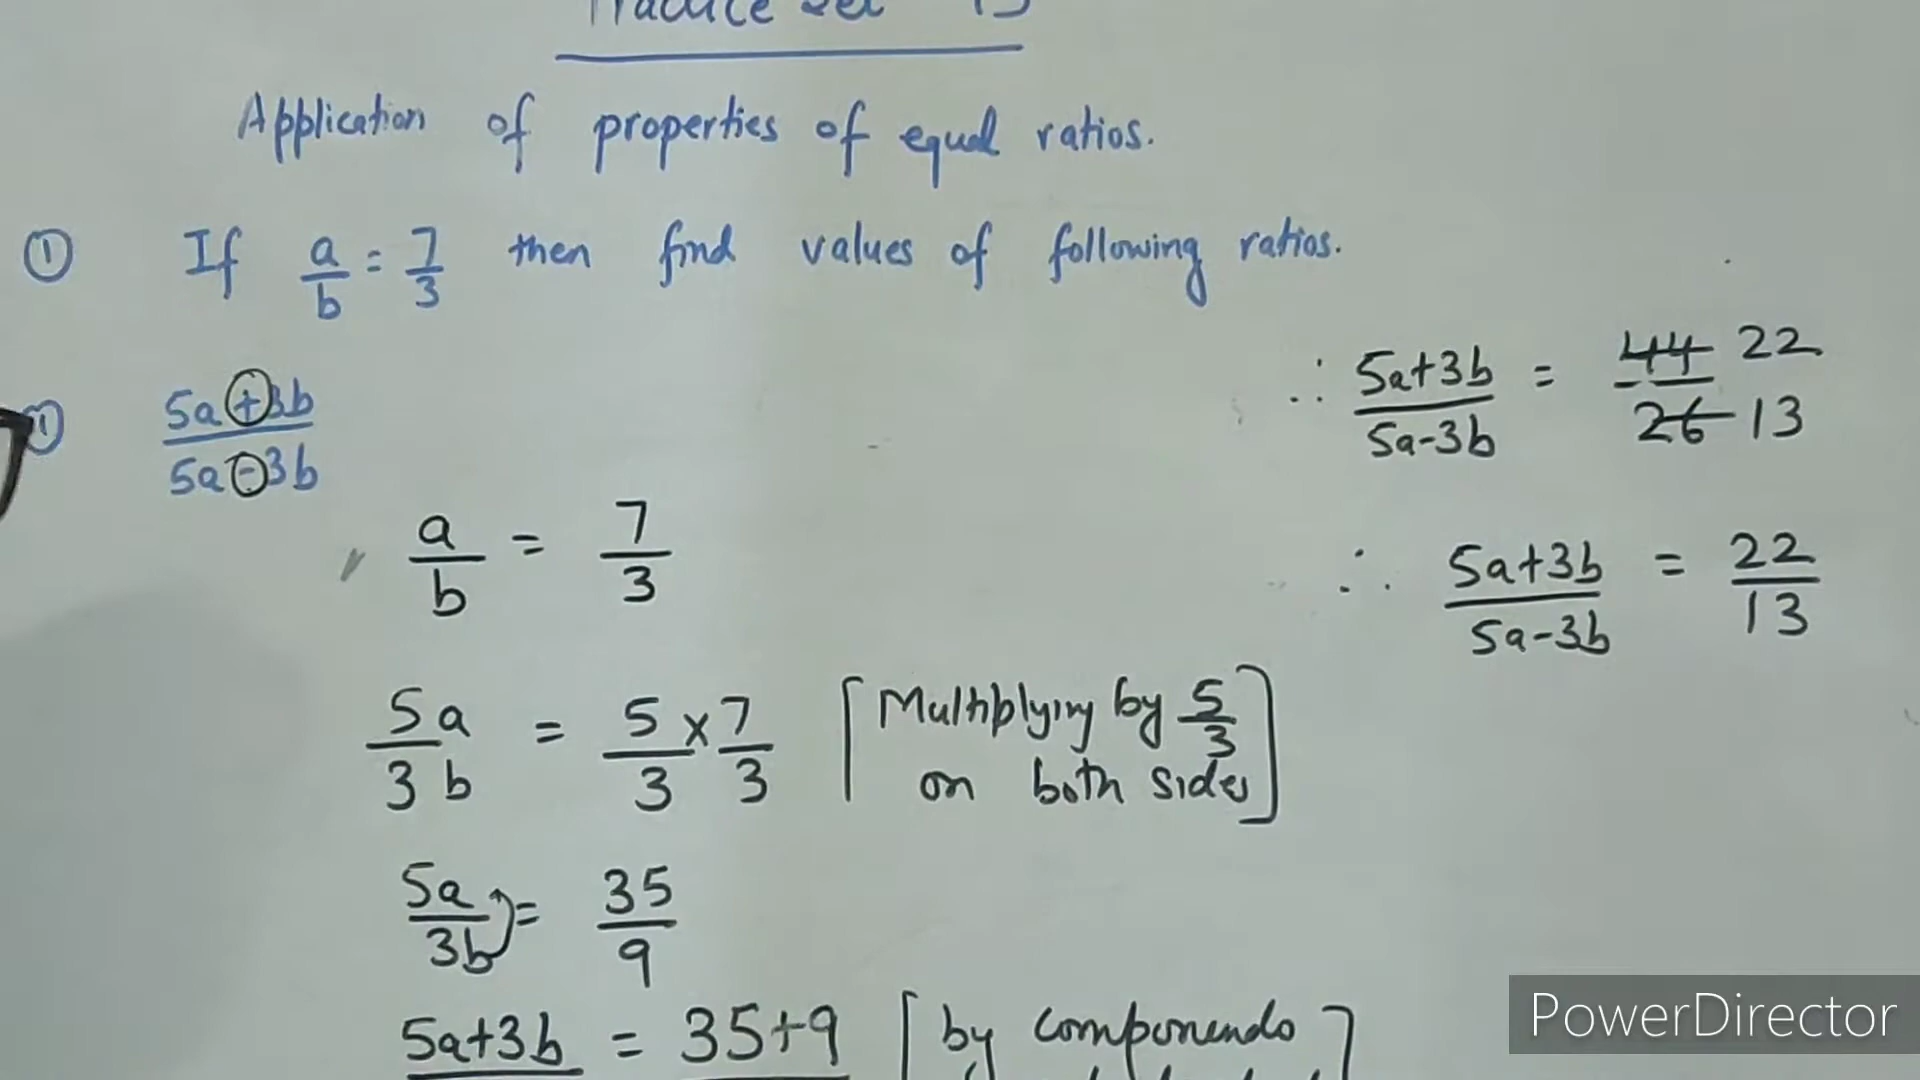 Practice Set
Application of properties of equal ratios.
① If a/b = 7/3 then find values of following ratios.
① 5a+3b/5a-3b
a/b = 7/3
5a/3b = 5/3 × 7/3 [Multiplying by 5/3 on both sides]
5a/3b = 35/9
5a+3b = 35+9 [by componendo
∴ 5a+3b/5a-3b = 44/26 22/13
∴ 5a+3b/5a-3b = 22/13
PowerDirector